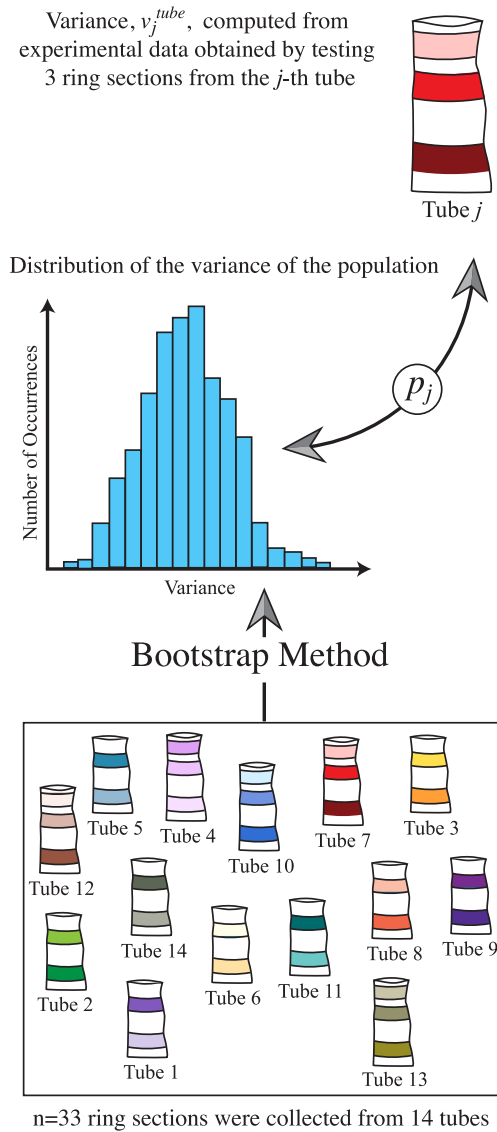 Variance, v_j^tube, computed from
experimental data obtained by testing
3 ring sections from the j-th tube
Tube j
Distribution of the variance of the population
p_j
Number of Occurrences
Variance
Bootstrap Method
Tube 5
Tube 4
Tube 10
Tube 7
Tube 3
Tube 12
Tube 14
Tube 8
Tube 9
Tube 2
Tube 6
Tube 11
Tube 1
Tube 13
n=33 ring sections were collected from 14 tubes